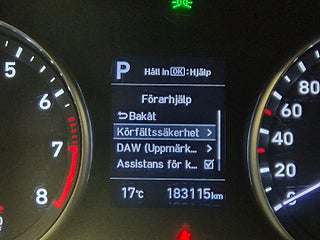 P
Håll in OK :Hjälp
Förarhjälp
Bakåt
Körfältssäkerhet >
DAW (Uppmärk... >
Assistans för k...
17°C 183115km
5
6
7
8
80
60
40
20
0